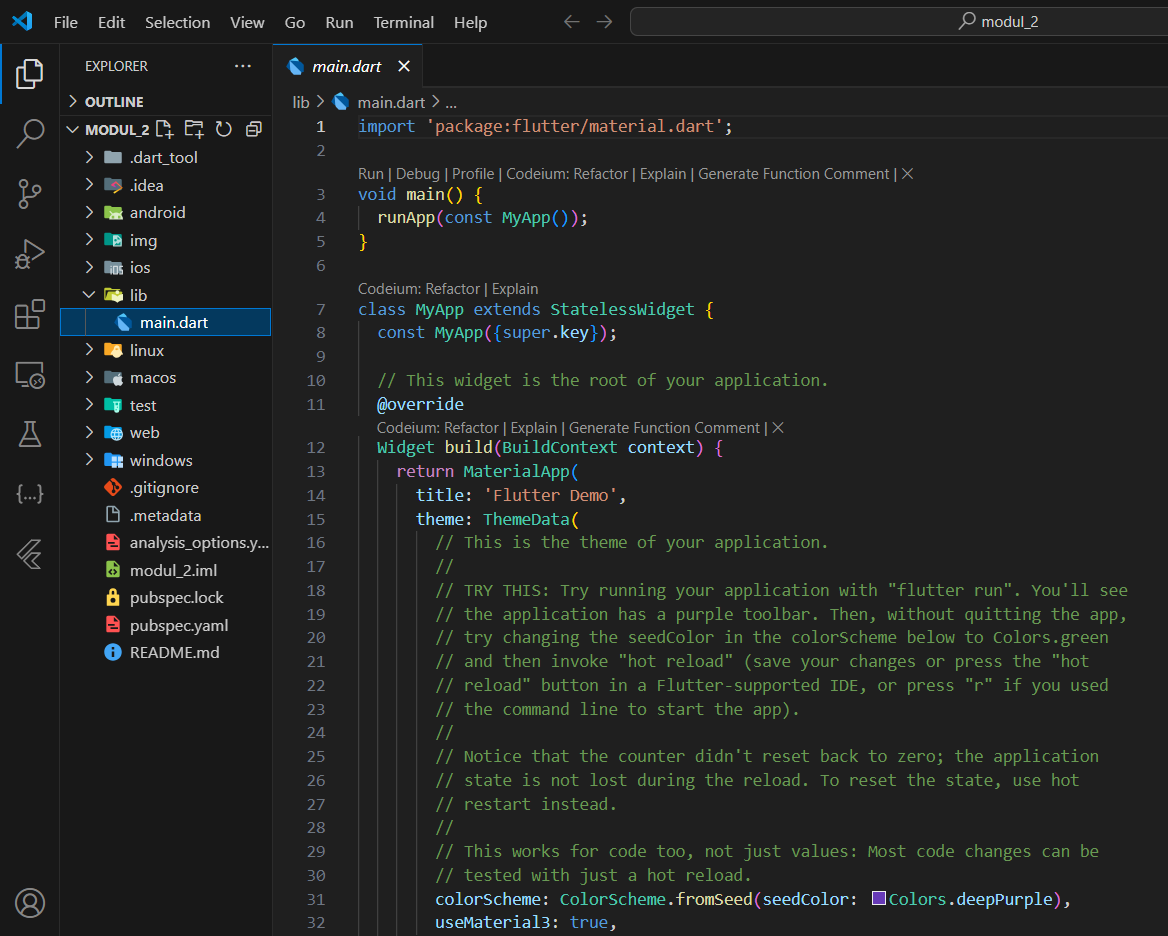 File Edit Selection View Go Run Terminal Help
modul_2
EXPLORER ...
OUTLINE
MODUL_2
.dart_tool
.idea
android
img
ios
lib
main.dart
linux
macos
test
web
windows
.gitignore
.metadata
analysis_options.y...
modul_2.iml
pubspec.lock
pubspec.yaml
README.md
main.dart
lib > main.dart > ...
1 import 'package:flutter/material.dart';
2
Run | Debug | Profile | Codeium: Refactor | Explain | Generate Function Comment | ×
3 void main() {
4 runApp(const MyApp());
5 }
6
Codeium: Refactor | Explain
7 class MyApp extends StatelessWidget {
8 const MyApp({super.key});
9
10 // This widget is the root of your application.
11 @override
Codeium: Refactor | Explain | Generate Function Comment | ×
12 Widget build(BuildContext context) {
13 return MaterialApp(
14 title: 'Flutter Demo',
15 theme: ThemeData(
16 // This is the theme of your application.
17 //
18 // TRY THIS: Try running your application with "flutter run". You'll see
19 // the application has a purple toolbar. Then, without quitting the app,
20 // try changing the seedColor in the colorScheme below to Colors.green
21 // and then invoke "hot reload" (save your changes or press the "hot
22 // reload" button in a Flutter-supported IDE, or press "r" if you used
23 // the command line to start the app).
24 //
25 // Notice that the counter didn't reset back to zero; the application
26 // state is not lost during the reload. To reset the state, use hot
27 // restart instead.
28 //
29 // This works for code too, not just values: Most code changes can be
30 // tested with just a hot reload.
31 colorScheme: ColorScheme.fromSeed(seedColor: Colors.deepPurple),
32 useMaterial3: true,